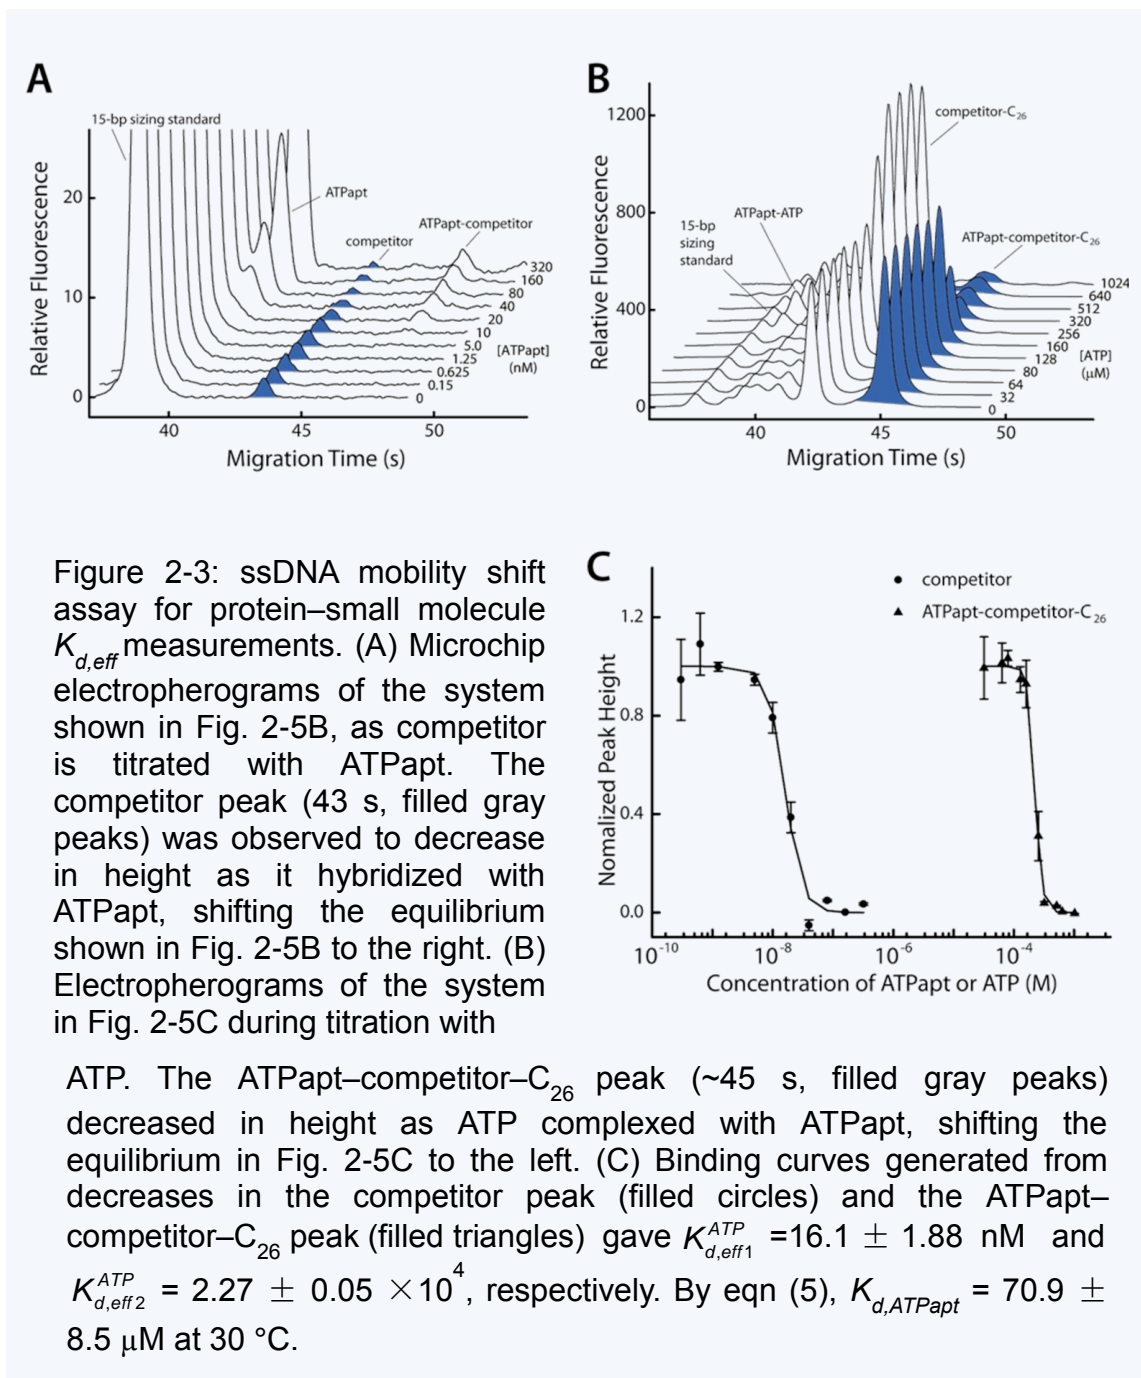 A
15-bp sizing standard
ATPapt
ATPapt-competitor
competitor
Relative Fluorescence
20
10
0
320
160
80
40
20
10
5.0
1.25
0.625
0.15
0
[ATPapt]
(nM)
40
45
50
Migration Time (s)
B
competitor-C26
ATPapt-ATP
15-bp
sizing
standard
ATPapt-competitor-C26
Relative Fluorescence
1200
800
400
0
1024
640
512
320
256
160
128
80
64
32
0
[ATP]
(μM)
40
45
50
Migration Time (s)
Figure 2-3: ssDNA mobility shift
assay for protein–small molecule
Kd,eff measurements. (A) Microchip
electropherograms of the system
shown in Fig. 2-5B, as competitor
is titrated with ATPapt. The
competitor peak (43 s, filled gray
peaks) was observed to decrease
in height as it hybridized with
ATPapt, shifting the equilibrium
shown in Fig. 2-5B to the right. (B)
Electropherograms of the system
in Fig. 2-5C during titration with
C
competitor
ATPapt-competitor-C26
Nomalized Peak Height
1.2
0.8
0.4
0.0
10-10
10-8
10-6
10-4
Concentration of ATPapt or ATP (M)
ATP. The ATPapt–competitor–C26 peak (~45 s, filled gray peaks)
decreased in height as ATP complexed with ATPapt, shifting the
equilibrium in Fig. 2-5C to the left. (C) Binding curves generated from
decreases in the competitor peak (filled circles) and the ATPapt–
competitor–C26 peak (filled triangles) gave K ATP d,eff1 =16.1 ± 1.88 nM and
K ATP d,eff2 = 2.27 ± 0.05 ×10 4, respectively. By eqn (5), Kd,ATPapt = 70.9 ±
8.5 μM at 30 °C.